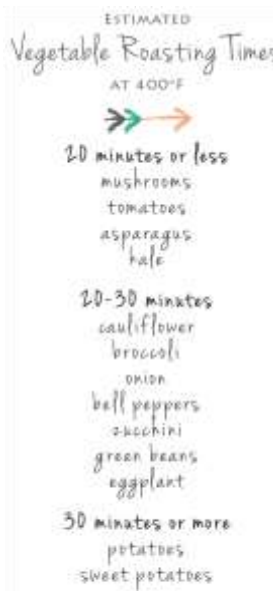 ESTIMATED
Vegetable Roasting Times
AT 400°F
20 minutes or less
mushrooms
tomatoes
asparagus
kale
20-30 minutes
cauliflower
broccoli
onion
bell peppers
zucchini
green beans
eggplant
30 minutes or more
potatoes
sweet potatoes